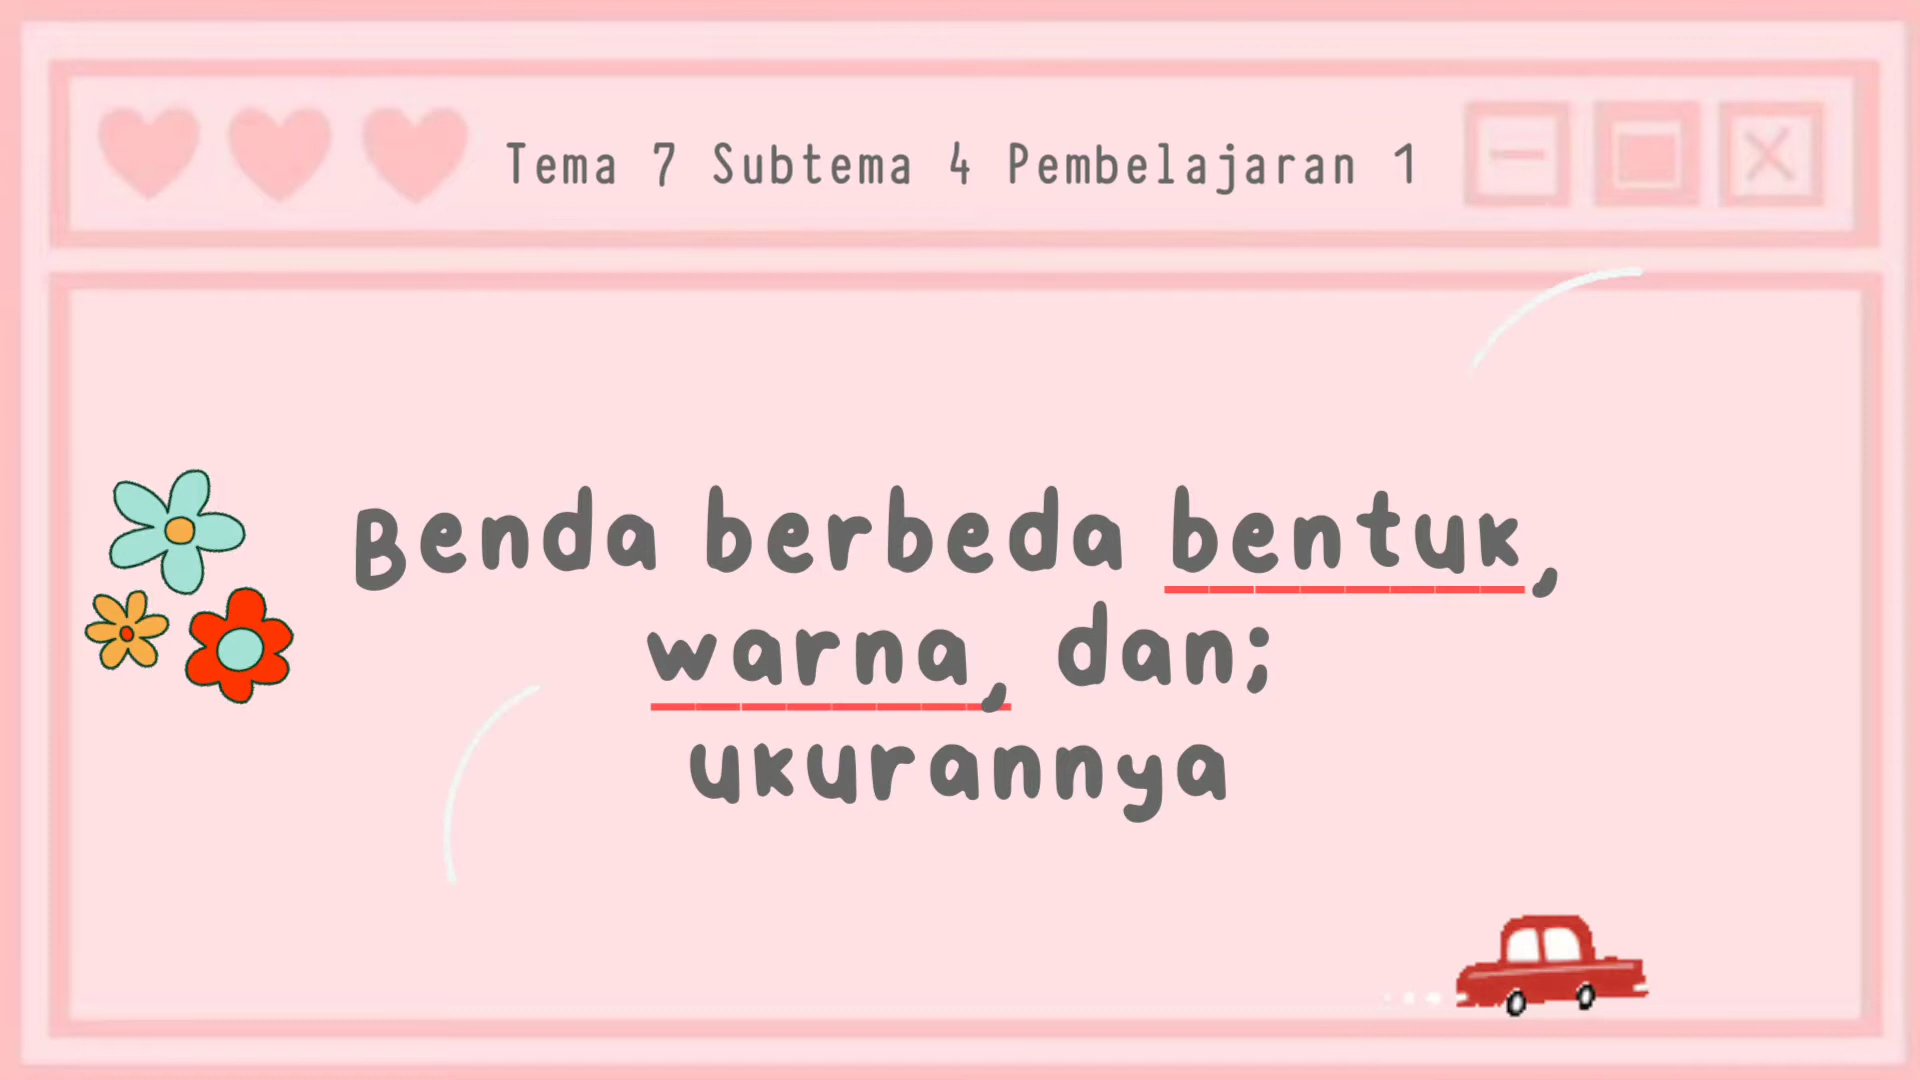 Tema 7 Subtema 4 Pembelajaran 1
Benda berbeda bentuk,
warna, dan;
ukurannya